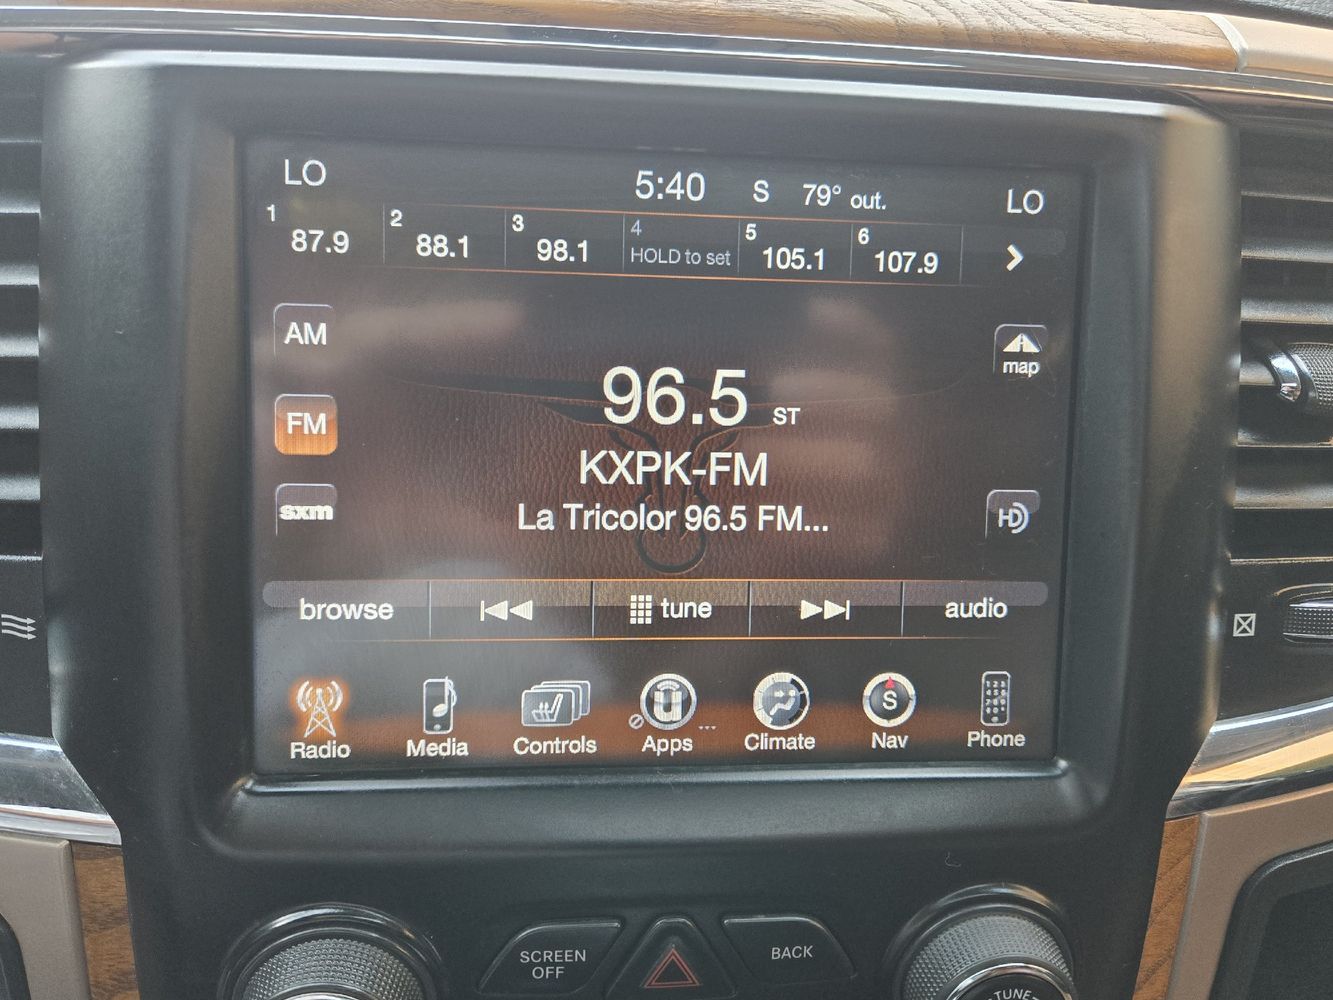 LO 5:40 S 79° out. LO
1 87.9 2 88.1 3 98.1 4 HOLD to set 5 105.1 6 107.9
AM
map
FM
96.5 ST
KXPK-FM
La Tricolor 96.5 FM...
sxm
HD
browse tune audio
Radio Media Controls Apps Climate Nav Phone
S
SCREEN OFF
BACK
TUNE